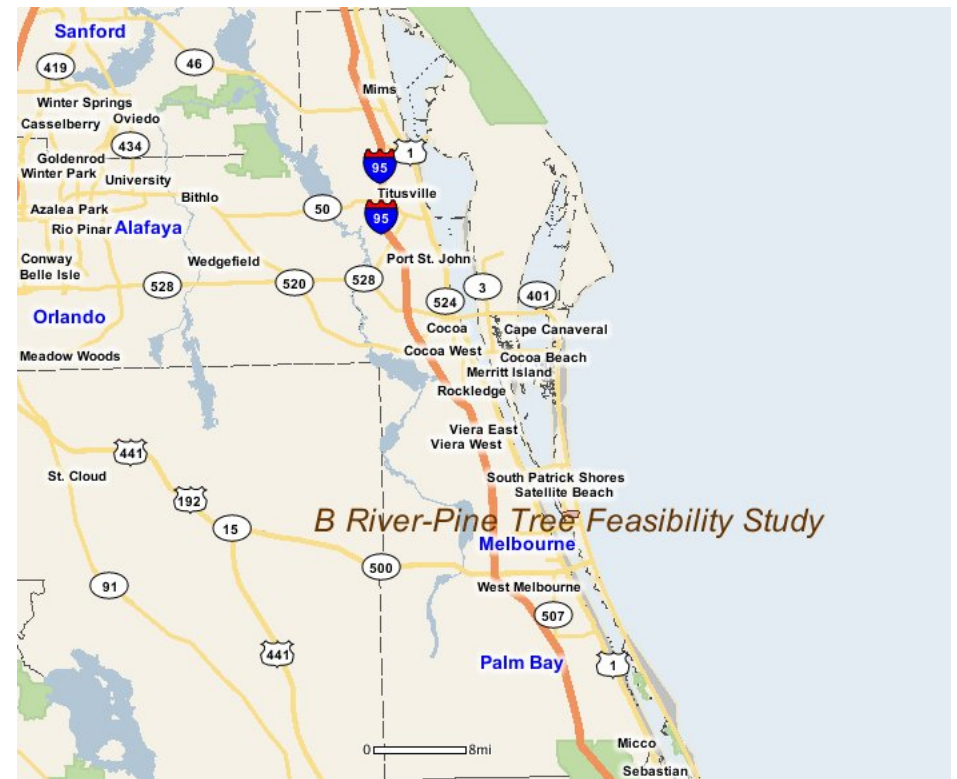 Sanford
419
46
Mims
Winter Springs
Casselberry
Oviedo
434
1
95
Goldenrod
Winter Park
University
Titusville
Bithlo
50
95
Azalea Park
Rio Pinar
Alafaya
Conway
Belle Isle
Wedgefield
Port St. John
528
520
528
3
401
524
Orlando
Cocoa
Cape Canaveral
Meadow Woods
Cocoa West
Cocoa Beach
Merritt Island
Rockledge
Viera East
Viera West
441
St. Cloud
South Patrick Shores
Satellite Beach
192
15
B River-Pine Tree Feasibility Study
Melbourne
500
91
West Melbourne
507
441
Palm Bay
1
Micco
0 8mi
Sebastian